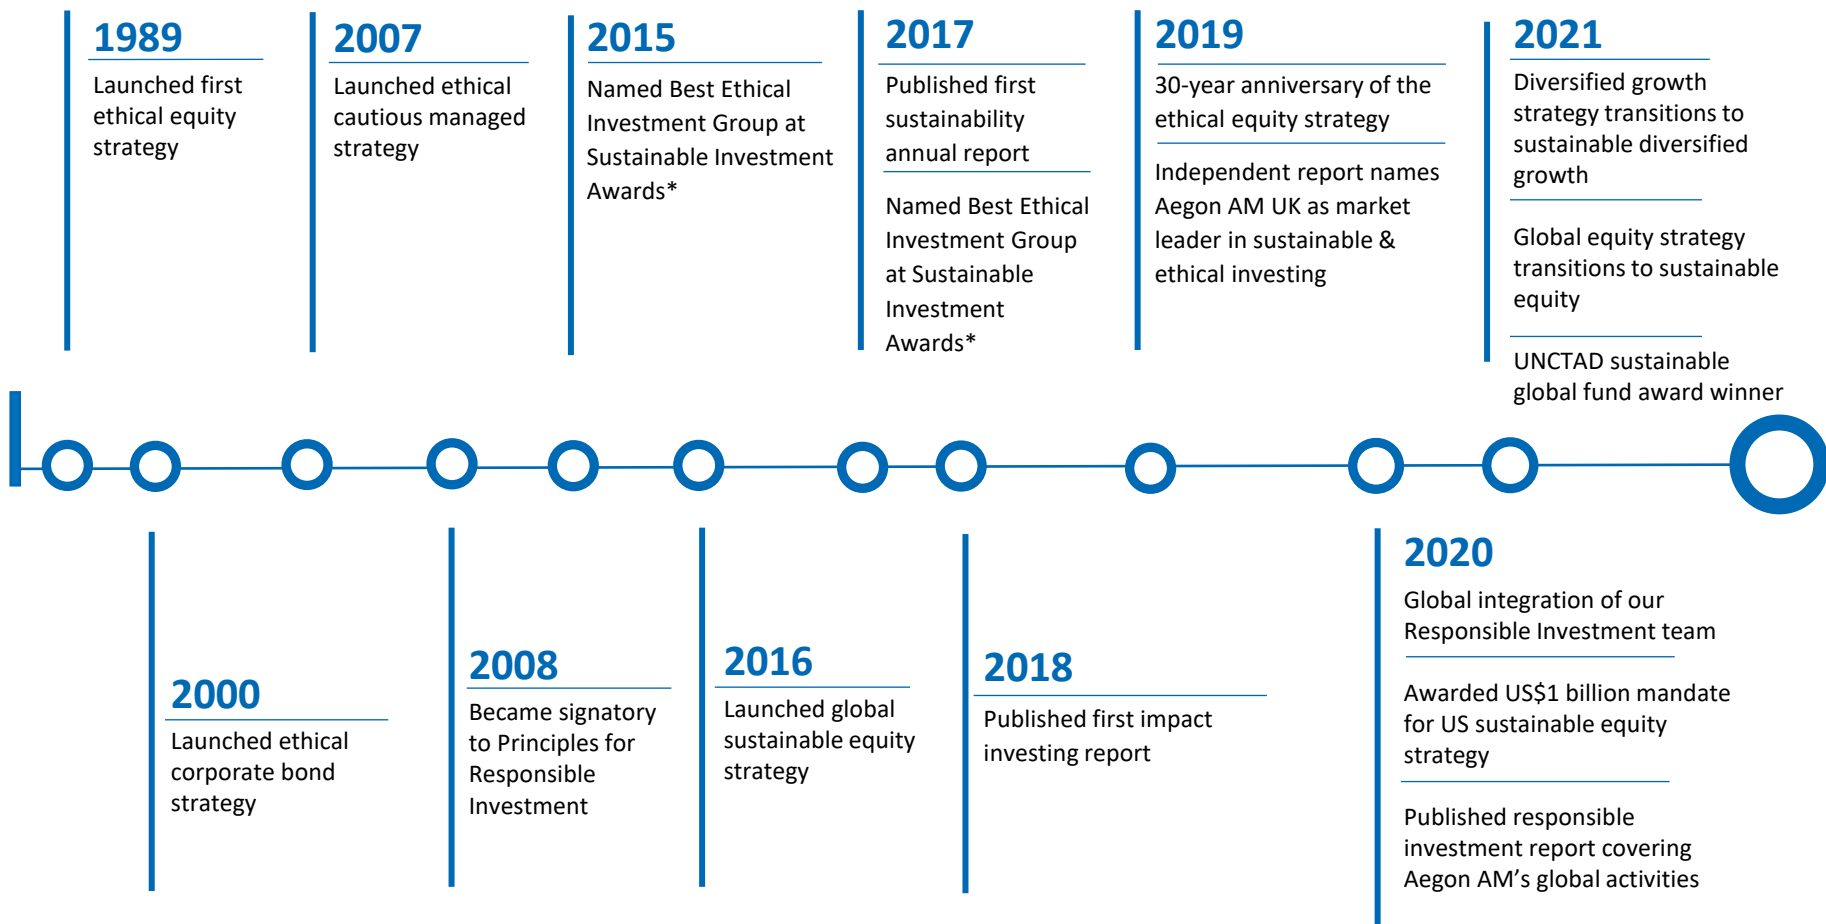 1989
Launched first
ethical equity
strategy
2007
Launched ethical
cautious managed
strategy
2015
Named Best Ethical
Investment Group at
Sustainable Investment
Awards*
2017
Published first
sustainability
annual report
Named Best Ethical
Investment Group
at Sustainable
Investment
Awards*
2019
30-year anniversary of the
ethical equity strategy
Independent report names
Aegon AM UK as market
leader in sustainable &
ethical investing
2021
Diversified growth
strategy transitions to
sustainable diversified
growth
Global equity strategy
transitions to sustainable
equity
UNCTAD sustainable
global fund award winner
2000
Launched ethical
corporate bond
strategy
2008
Became signatory
to Principles for
Responsible
Investment
2016
Launched global
sustainable equity
strategy
2018
Published first impact
investing report
2020
Global integration of our
Responsible Investment team
Awarded US$1 billion mandate
for US sustainable equity
strategy
Published responsible
investment report covering
Aegon AM’s global activities